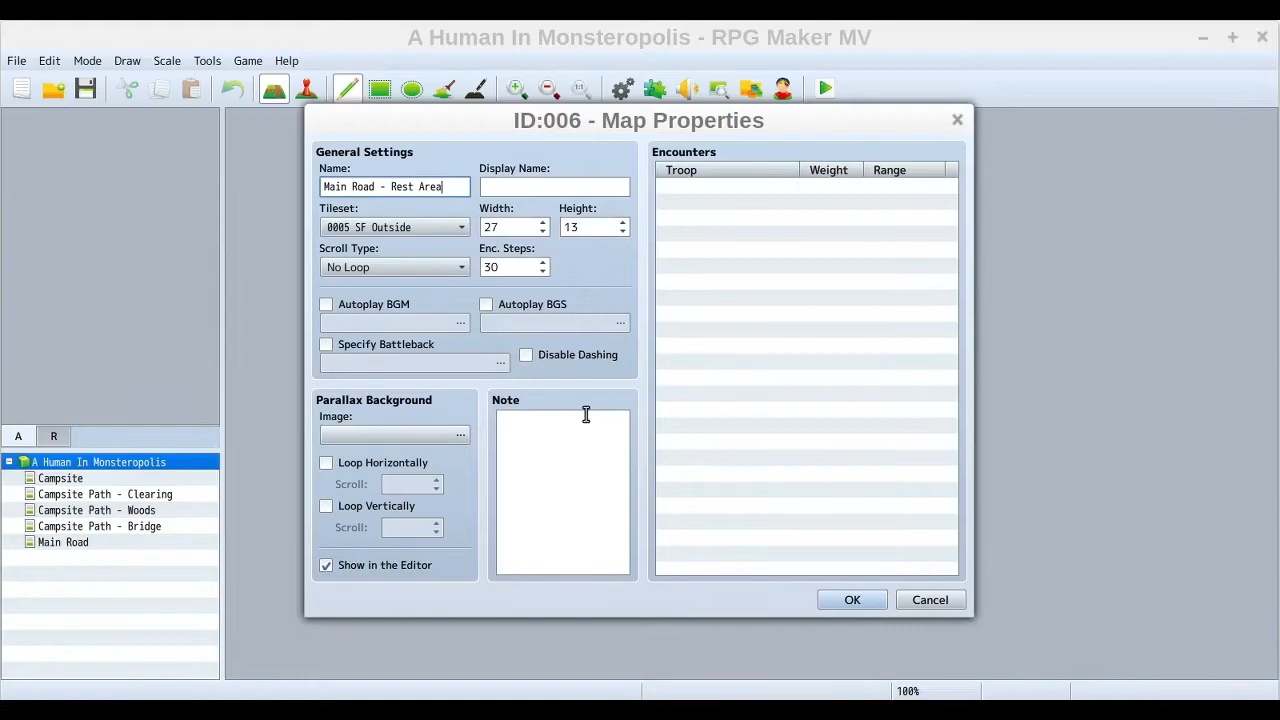 A Human In Monsteropolis - RPG Maker MV
File Edit Mode Draw Scale Tools Game Help
1:1
ID:006 - Map Properties
General Settings
Name: Display Name:
Main Road - Rest Area
Tileset: Width: Height:
0005 SF Outside 27 13
Scroll Type: Enc. Steps:
No Loop 30
Autoplay BGM Autoplay BGS
... ...
Specify Battleback
Disable Dashing
...
Parallax Background
Image:
...
Loop Horizontally
Scroll:
Loop Vertically
Scroll:
Show in the Editor
Note
Encounters
Troop Weight Range
OK Cancel
A R
A Human In Monsteropolis
Campsite
Campsite Path - Clearing
Campsite Path - Woods
Campsite Path - Bridge
Main Road
100%